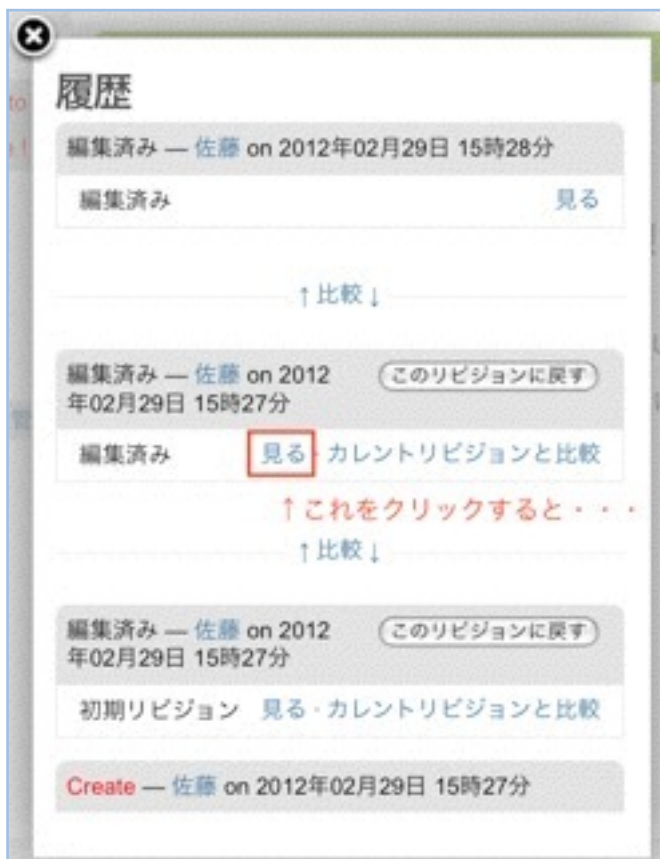 履歴
編集済み — 佐藤 on 2012年02月29日 15時28分
編集済み 見る
↑比較↓
編集済み — 佐藤 on 2012 このリビジョンに戻す
年02月29日 15時27分
編集済み 見る · カレントリビジョンと比較
↑これをクリックすると・・・
↑比較↓
編集済み — 佐藤 on 2012 このリビジョンに戻す
年02月29日 15時27分
初期リビジョン 見る · カレントリビジョンと比較
Create — 佐藤 on 2012年02月29日 15時27分